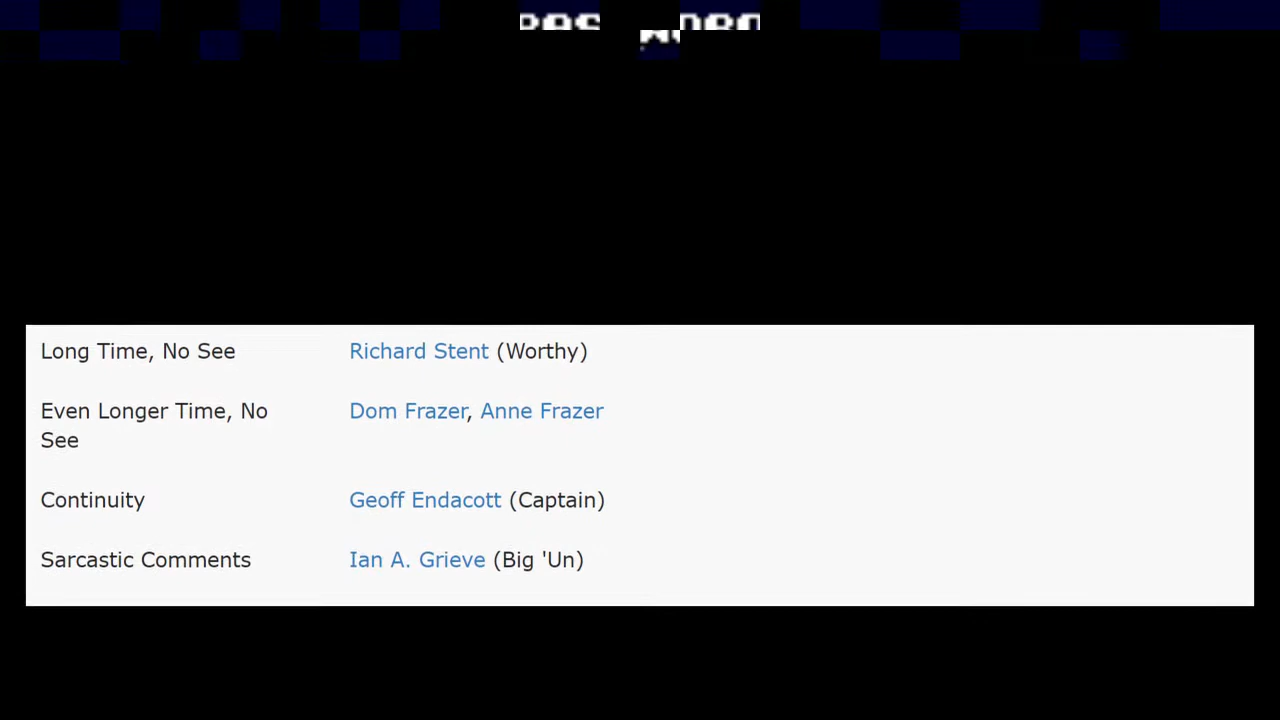 Long Time, No See Richard Stent (Worthy)
Even Longer Time, No Dom Frazer, Anne Frazer
See
Continuity Geoff Endacott (Captain)
Sarcastic Comments Ian A. Grieve (Big 'Un)